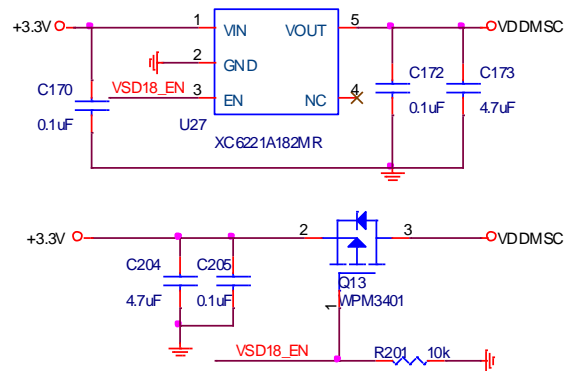 +3.3V
1
VIN
VOUT
5
VDDMSC
2
GND
C170
VSD18_EN
3
EN
NC
4
C172
C173
0.1uF
U27
0.1uF
4.7uF
XC6221A182MR
+3.3V
2
3
VDDMSC
C204
C205
Q13
4.7uF
0.1uF
WPM3401
1
VSD18_EN
R201
10k